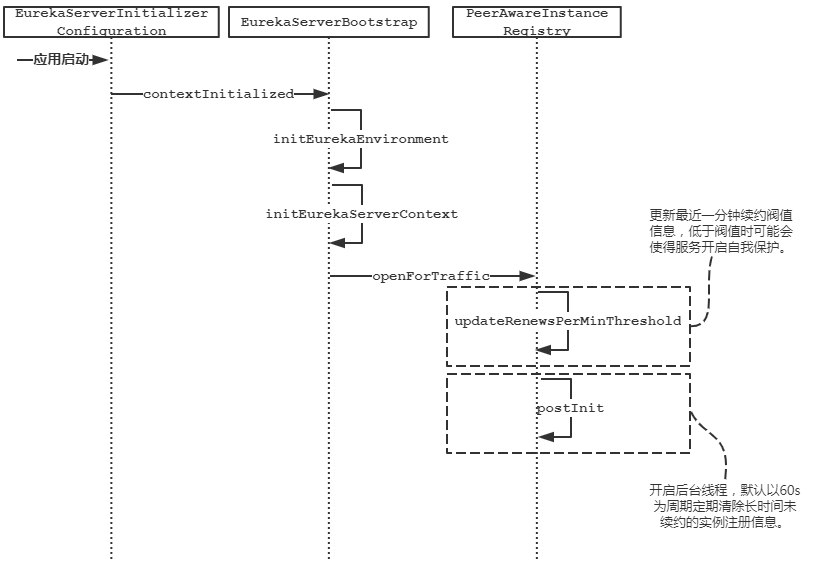 EurekaServerInitializer
Configuration
EurekaServerBootstrap
PeerAwareInstance
Registry
应用启动
contextInitialized
initEurekaEnvironment
initEurekaServerContext
更新最近一分钟续约阀值
信息，低于阀值时可能会
使得服务开启自我保护。
openForTraffic
updateRenewsPerMinThreshold
postInit
开启后台线程，默认以60s
为周期定期清除长时间未
续约的实例注册信息。